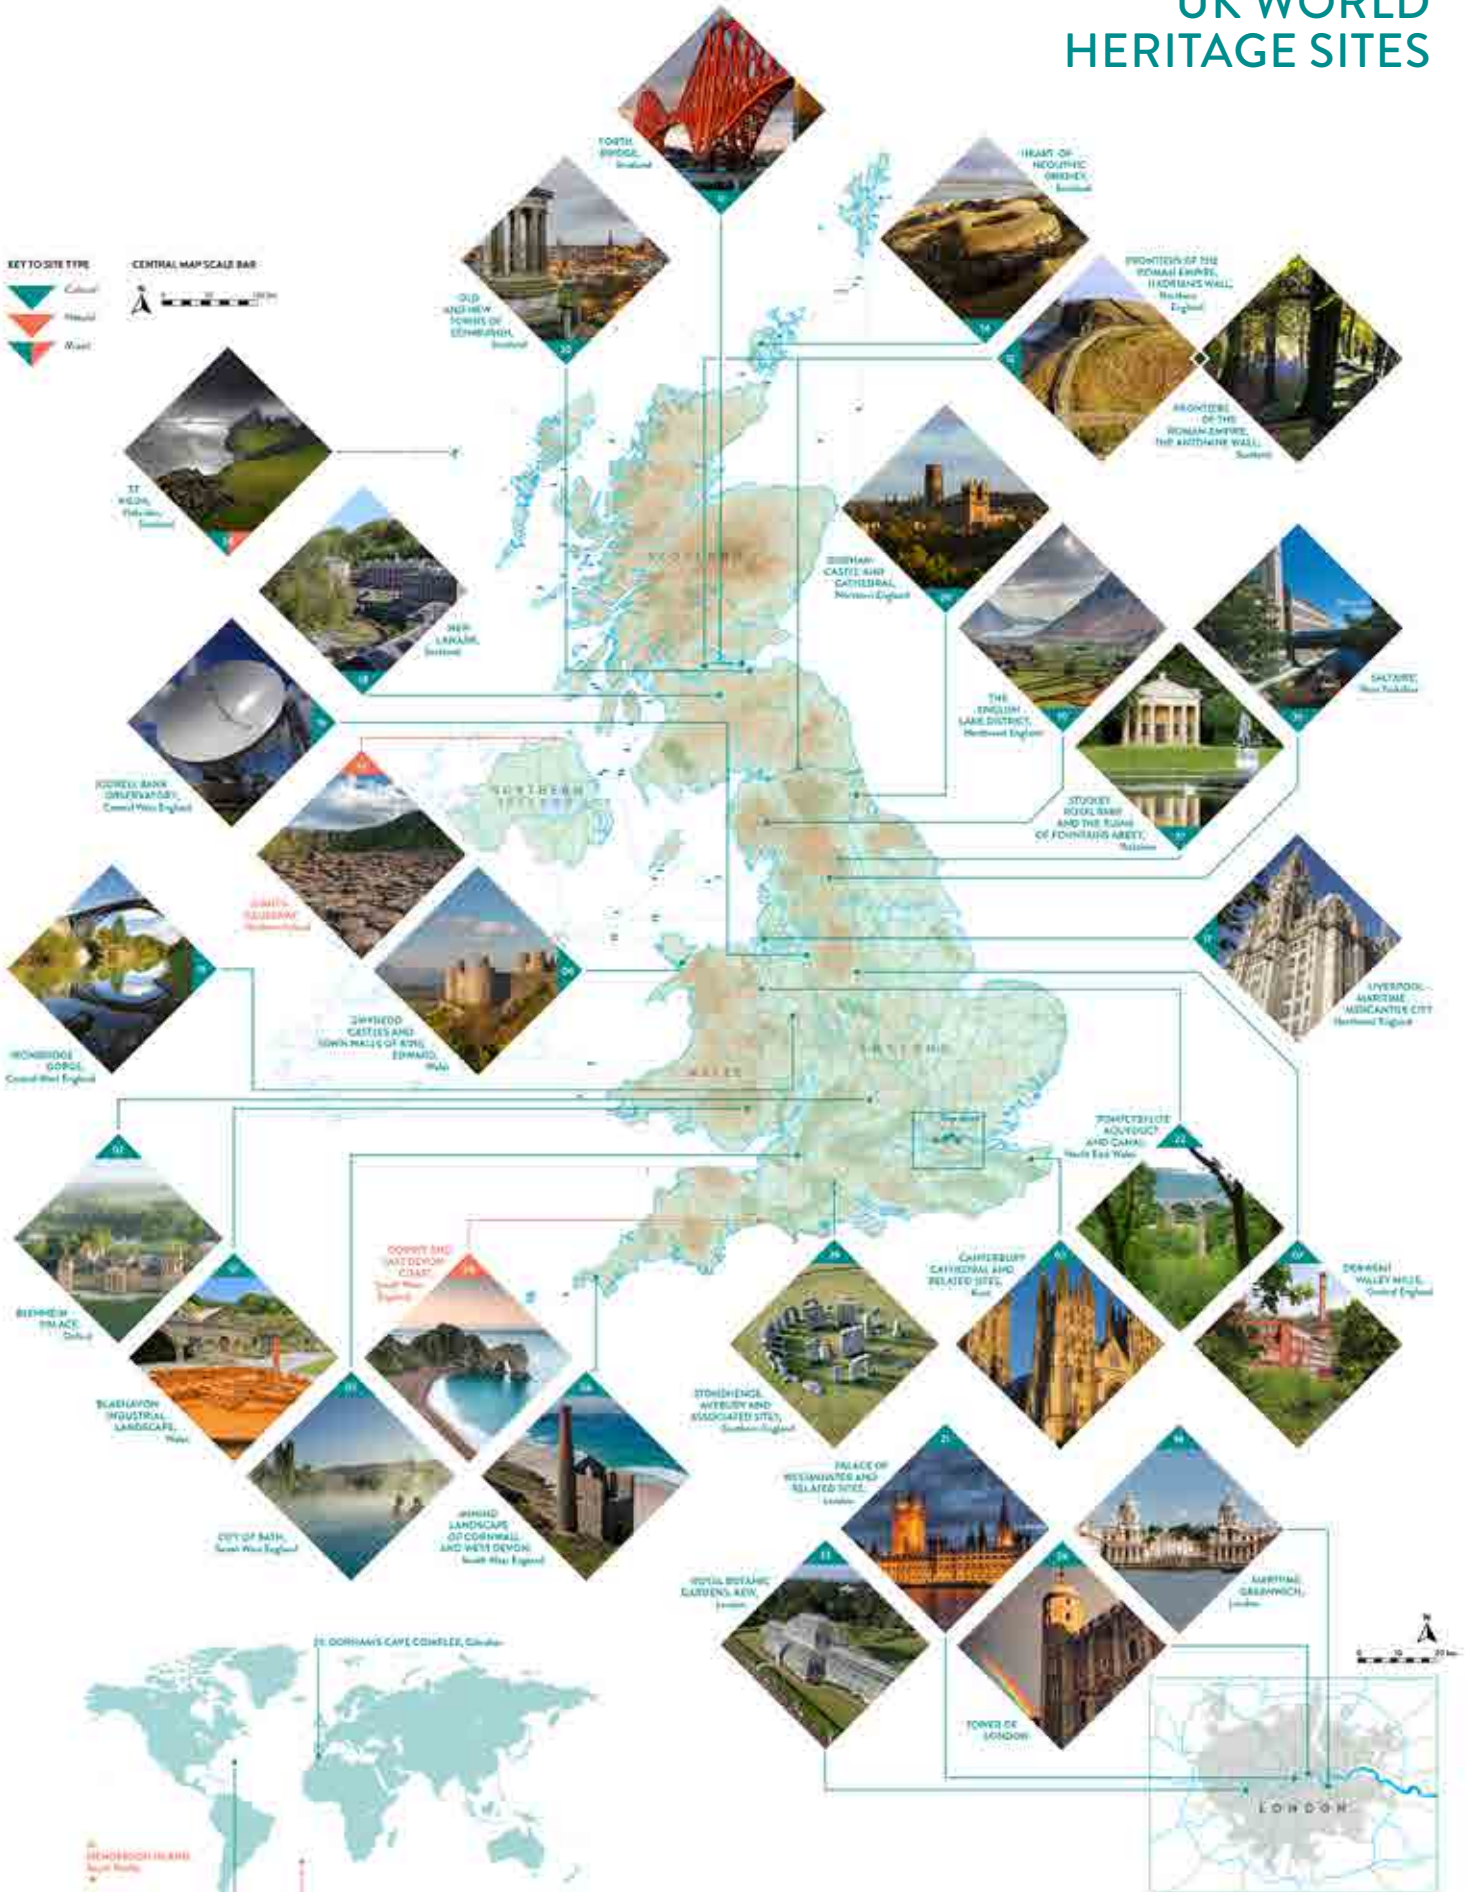 UK WORLD
HERITAGE SITES
FORTH
BRIDGE,
Scotland
HEART OF
NEOLITHIC
ORKNEY,
Scotland
KEY TO SITE TYPE
Cultural
Natural
Mixed
CENTRAL MAP SCALE BAR
N
OLD
AND NEW
TOWNS OF
EDINBURGH,
Scotland
20
FRONTIERS OF THE
ROMAN EMPIRE,
HADRIAN'S WALL,
Northern
England
FRONTIERS
OF THE
ROMAN EMPIRE,
THE ANTONINE WALL,
Scotland
ST
KILDA,
Scotland
SCOTLAND
DURHAM
CASTLE AND
CATHEDRAL,
Northern England
NEW
LANARK,
Scotland
THE
ENGLISH
LAKE DISTRICT,
Northwest England
SALTAIRE,
West Yorkshire
JODRELL BANK
OBSERVATORY,
Central West England
NORTHERN
IRELAND
STUDLEY
ROYAL PARK
AND THE RUINS
OF FOUNTAINS ABBEY,
Yorkshire
GIANT'S
CAUSEWAY,
Northern Ireland
LIVERPOOL -
MARITIME
MERCANTILE CITY
Northwest England
GWYNEDD
CASTLES AND
TOWN WALLS OF KING
EDWARD,
Wales
IRONBRIDGE
GORGE,
Central West England
ENGLAND
WALES
PONTCYSYLLTE
AQUEDUCT
AND CANAL,
North East Wales
22
02
BLENHEIM
PALACE,
Oxford
DORSET AND
EAST DEVON
COAST,
South West
England
CANTERBURY
CATHEDRAL AND
RELATED SITES,
Kent
DERWENT
VALLEY MILLS,
Central England
BLAENAVON
INDUSTRIAL
LANDSCAPE,
Wales
STONEHENGE,
AVEBURY AND
ASSOCIATED SITES,
Southern England
CITY OF BATH,
South West England
MINING
LANDSCAPE
OF CORNWALL
AND WEST DEVON
South West England
PALACE OF
WESTMINSTER AND
RELATED SITES,
London
21
ROYAL BOTANIC
GARDENS, KEW,
London
MARITIME
GREENWICH,
London
TOWER OF
LONDON
N
GORHAM'S CAVE COMPLEX, Gibraltar
LONDON
HENDERSON ISLAND
South Pacific